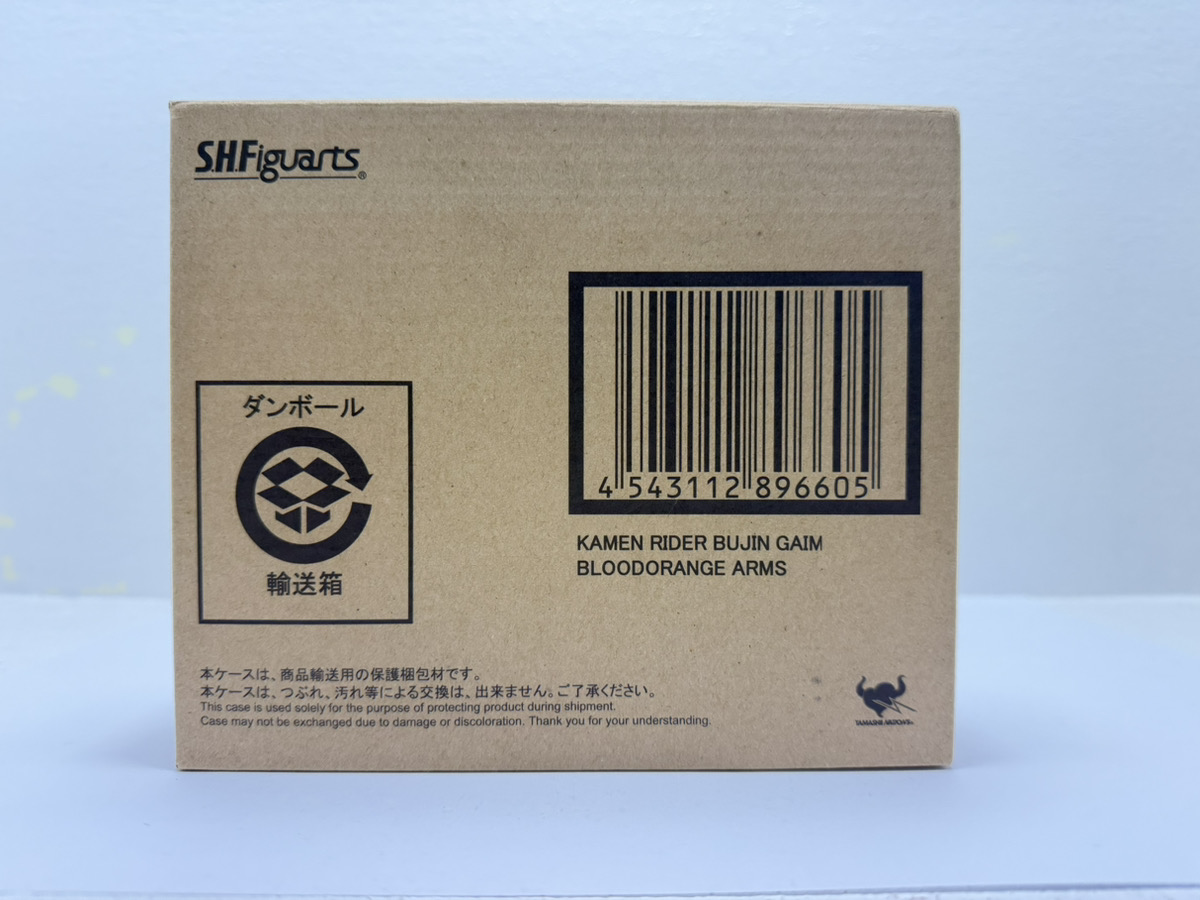 S.H.Figuarts®
4 543112 896605
KAMEN RIDER BUJIN GAIM
BLOODORANGE ARMS
ダンボール
輸送箱
本ケースは、商品輸送用の保護梱包材です。
本ケースは、つぶれ、汚れ等による交換は、出来ません。ご了承ください。
This case is used solely for the purpose of protecting product during shipment.
Case may not be exchanged due to damage or discoloration. Thank you for your understanding.
TAMASHII NATIONS